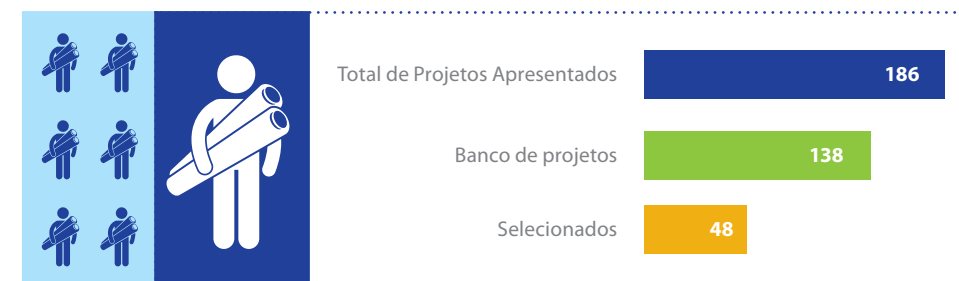 Total de Projetos Apresentados 186
Banco de projetos 138
Selecionados 48